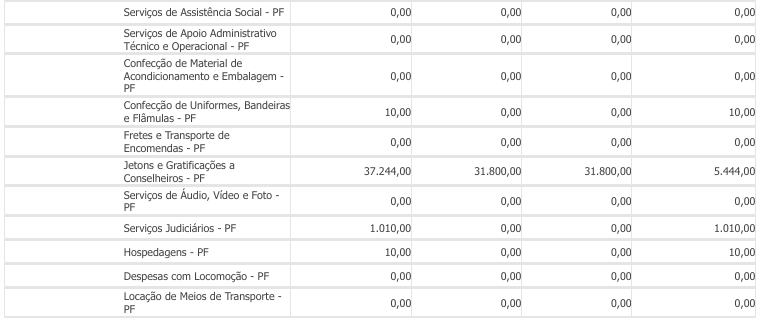 Serviços de Assistência Social - PF 0,00 0,00 0,00 0,00
Serviços de Apoio Administrativo
Técnico e Operacional - PF 0,00 0,00 0,00 0,00
Confecção de Material de
Acondicionamento e Embalagem - 0,00 0,00 0,00 0,00
PF
Confecção de Uniformes, Bandeiras
e Flâmulas - PF 10,00 0,00 0,00 10,00
Fretes e Transporte de
Encomendas - PF 0,00 0,00 0,00 0,00
Jetons e Gratificações a
Conselheiros - PF 37.244,00 31.800,00 31.800,00 5.444,00
Serviços de Áudio, Vídeo e Foto -
PF 0,00 0,00 0,00 0,00
Serviços Judiciários - PF 1.010,00 0,00 0,00 1.010,00
Hospedagens - PF 10,00 0,00 0,00 10,00
Despesas com Locomoção - PF 0,00 0,00 0,00 0,00
Locação de Meios de Transporte -
PF 0,00 0,00 0,00 0,00